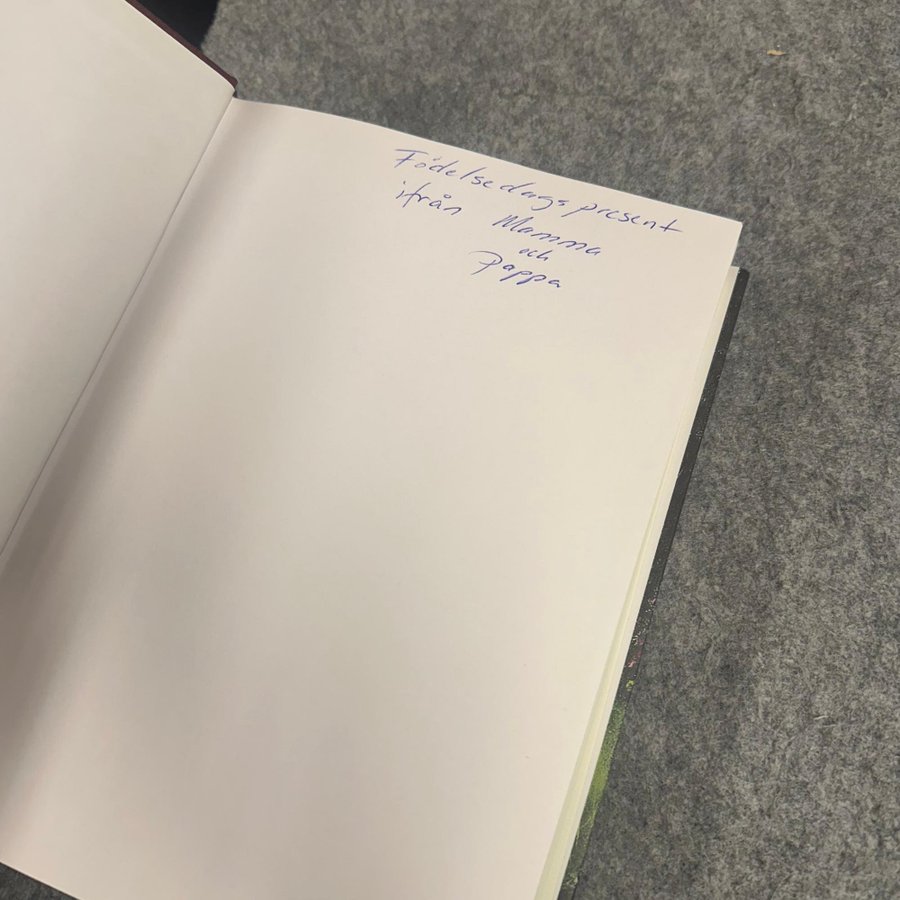 Födelsedagspresent
ifrån Mamma
och
Pappa